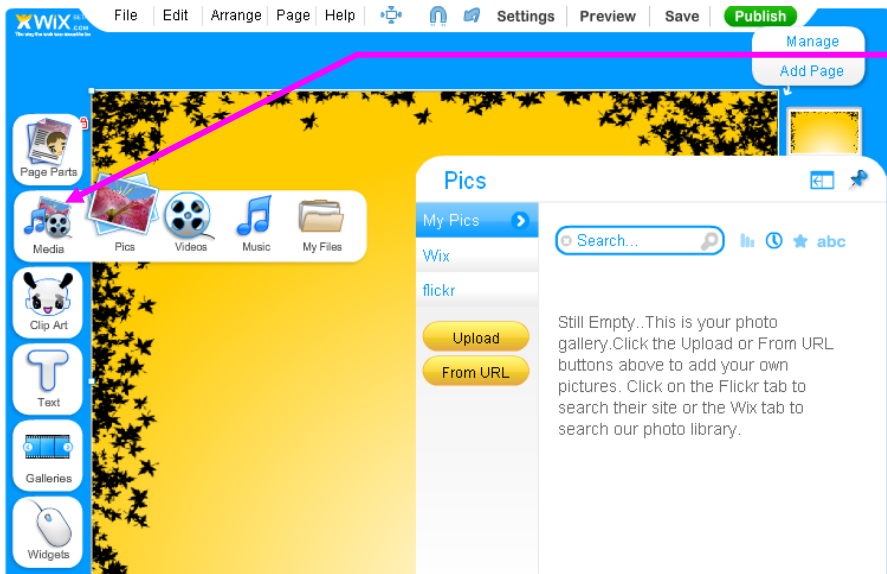 WiX
.COM
File Edit Arrange Page Help Settings Preview Save Publish
Manage
Add Page
Page Parts
Media
Pics
Videos
Music
My Files
Clip Art
Text
Galleries
Widgets
Pics
My Pics
Wix
flickr
Upload
From URL
Search...
abc
Still Empty..This is your photo
gallery.Click the Upload or From URL
buttons above to add your own
pictures. Click on the Flickr tab to
search their site or the Wix tab to
search our photo library.